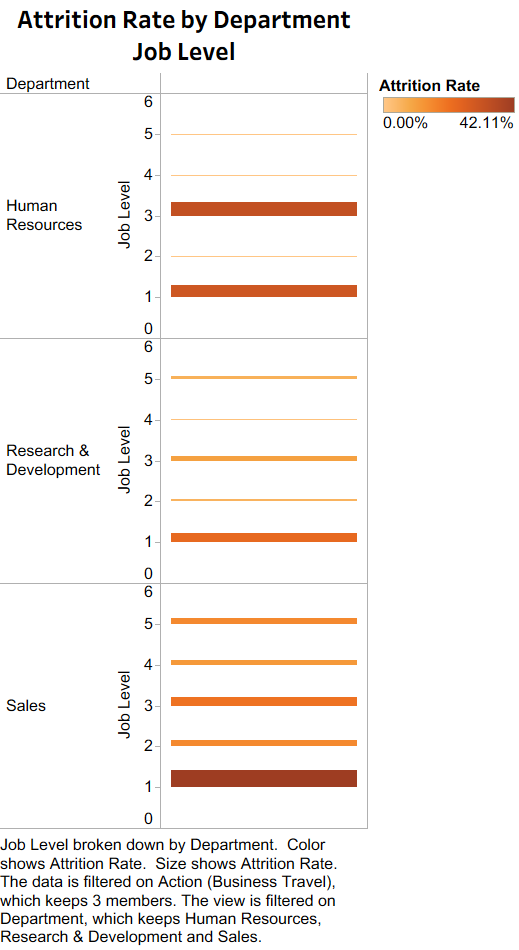 Attrition Rate by Department
Job Level
Department
Attrition Rate
0.00% 42.11%
Human
Resources
Job Level
6
5
4
3
2
1
0
Research &
Development
Job Level
6
5
4
3
2
1
0
Sales
Job Level
6
5
4
3
2
1
0
Job Level broken down by Department.  Color
shows Attrition Rate.  Size shows Attrition Rate.
The data is filtered on Action (Business Travel),
which keeps 3 members. The view is filtered on
Department, which keeps Human Resources,
Research & Development and Sales.